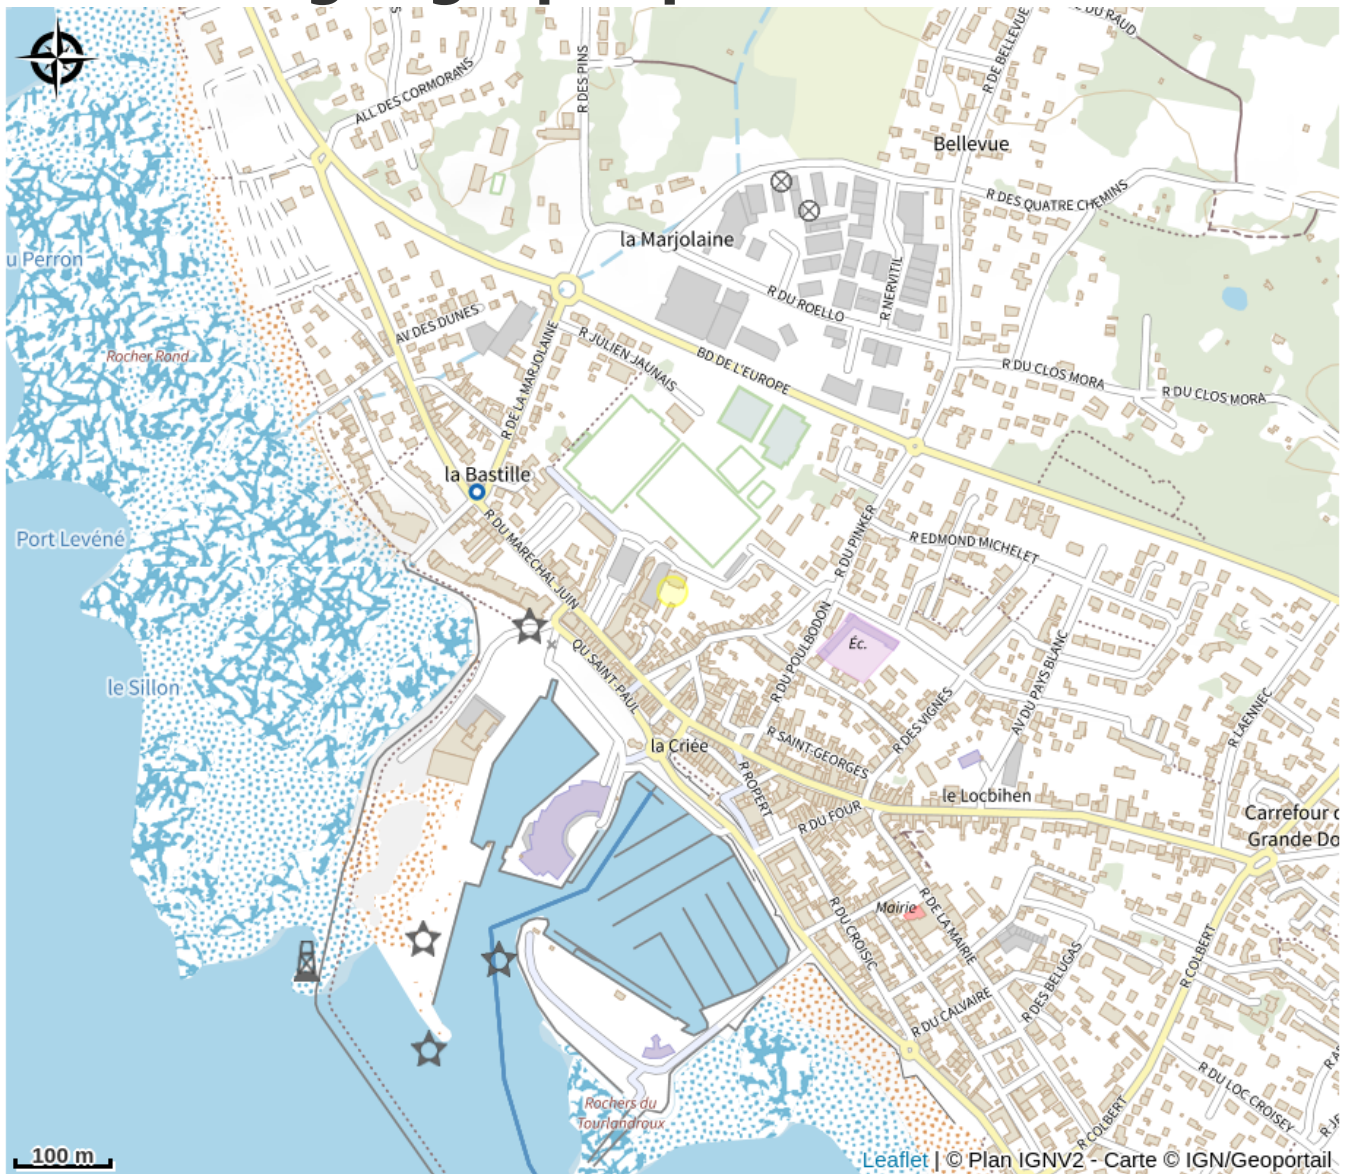 R DU RAUD
R DE BELLEVUE
R DES PINS
ALL DES CORMORANS
Bellevue
R DES QUATRE CHEMINS
la Marjolaine
u Perron
R DU ROELLO
R NERVITIL
AV DES DUNES
R DE LA MARJOLAINE
R JULIEN JAUNAIS
BD DE L'EUROPE
Rocher Rond
R DU CLOS MORA
R DU CLOS MORA
la Bastille
Port Levéné
R DU MARECHAL JUIN
R DU PINKER
R EDMOND MICHELET
Éc.
R DU POULBODON
QU SAINT-PAUL
AV DU PAYS BLANC
le Sillon
R DES VIGNES
R LAENNEC
la Criée
R SAINT-GEORGES
R ROPERT
le Locbihen
R DU FOUR
Carrefour
Grande Do
Mairie
R DE LA MAIRIE
R DU CROISIC
R COLBERT
R DES BELUGAS
R DU CALVAIRE
R DU LOC CROISEY
R COLBERT
Rochers du
Tourlandroux
100 m
Leaflet | © Plan IGNV2 - Carte © IGN/Geoportail